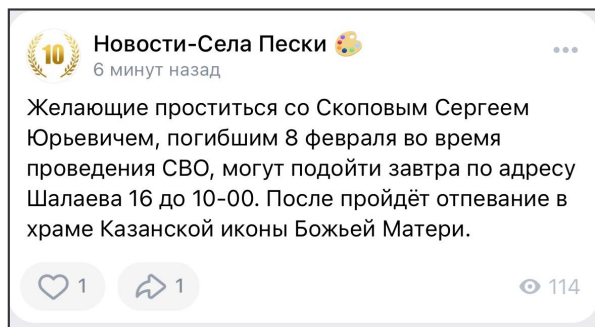 10
Новости-Села Пески 🎨
6 минут назад
Желающие проститься со Скоповым Сергеем
Юрьевичем, погибшим 8 февраля во время
проведения СВО, могут подойти завтра по адресу
Шалаева 16 до 10-00. После пройдёт отпевание в
храме Казанской иконы Божьей Матери.
1 1 114